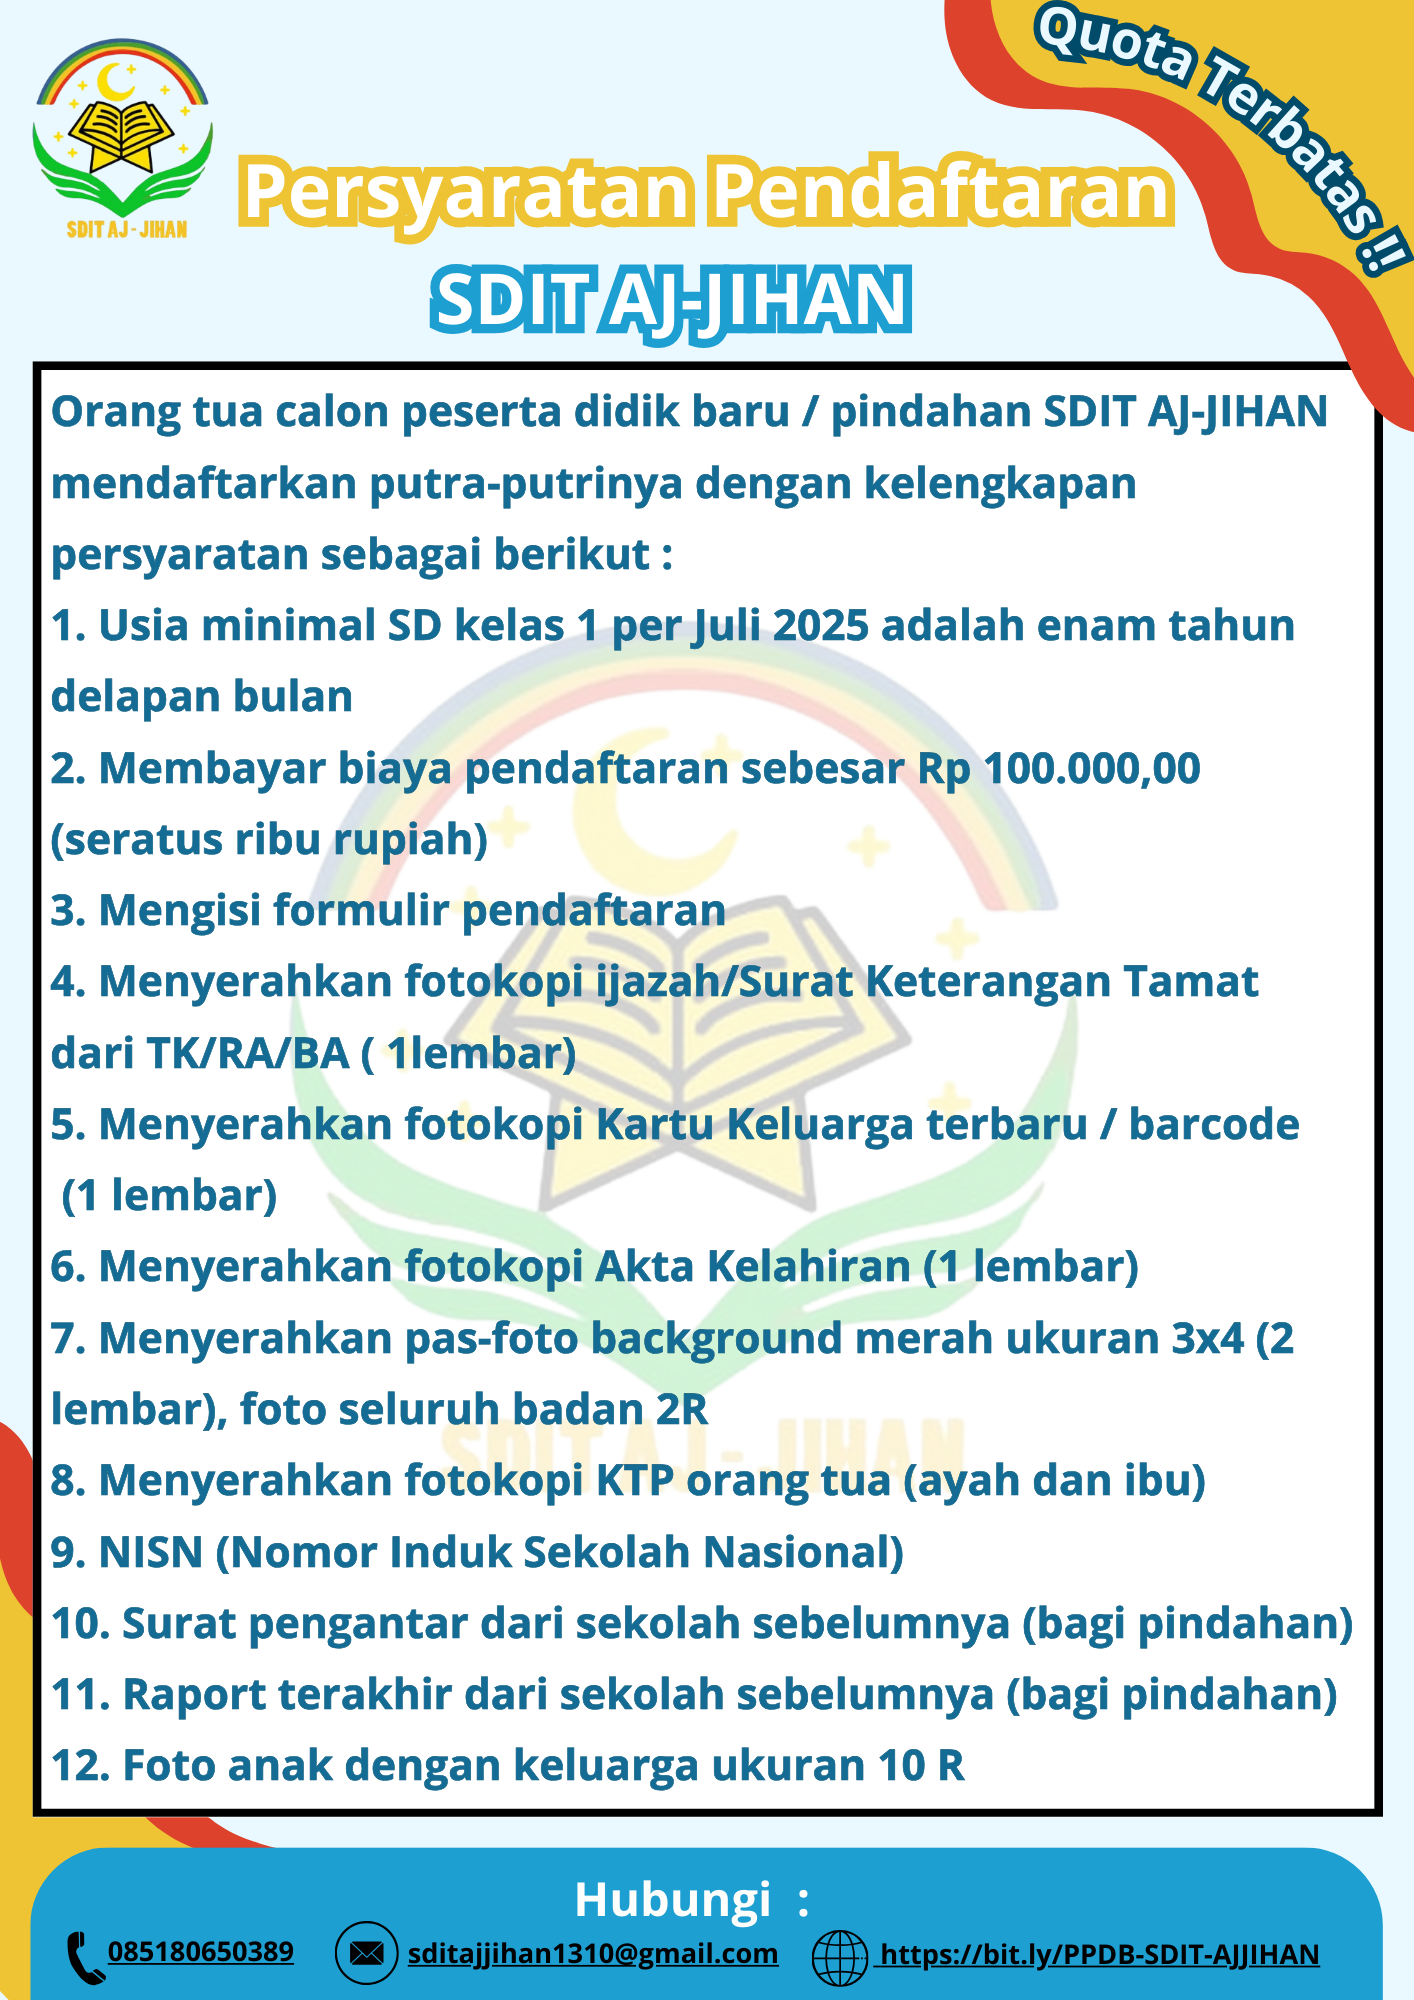 Quota Terbatas !!
SDIT AJ - JIHAN
Persyaratan Pendaftaran
SDIT AJ-JIHAN
Orang tua calon peserta didik baru / pindahan SDIT AJ-JIHAN
mendaftarkan putra-putrinya dengan kelengkapan
persyaratan sebagai berikut :
1. Usia minimal SD kelas 1 per Juli 2025 adalah enam tahun
delapan bulan
2. Membayar biaya pendaftaran sebesar Rp 100.000,00
(seratus ribu rupiah)
3. Mengisi formulir pendaftaran
4. Menyerahkan fotokopi ijazah/Surat Keterangan Tamat
dari TK/RA/BA ( 1lembar)
5. Menyerahkan fotokopi Kartu Keluarga terbaru / barcode
(1 lembar)
6. Menyerahkan fotokopi Akta Kelahiran (1 lembar)
7. Menyerahkan pas-foto background merah ukuran 3x4 (2
lembar), foto seluruh badan 2R
SDIT AJ - JIHAN
8. Menyerahkan fotokopi KTP orang tua (ayah dan ibu)
9. NISN (Nomor Induk Sekolah Nasional)
10. Surat pengantar dari sekolah sebelumnya (bagi pindahan)
11. Raport terakhir dari sekolah sebelumnya (bagi pindahan)
12. Foto anak dengan keluarga ukuran 10 R
Hubungi :
085180650389
sditajjihan1310@gmail.com
https://bit.ly/PPDB-SDIT-AJJIHAN